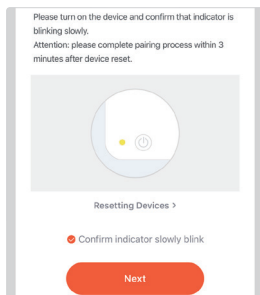 Please turn on the device and confirm that indicator is
blinking slowly.
Attention: please complete pairing process within 3
minutes after device reset.
Resetting Devices >
Confirm indicator slowly blink
Next